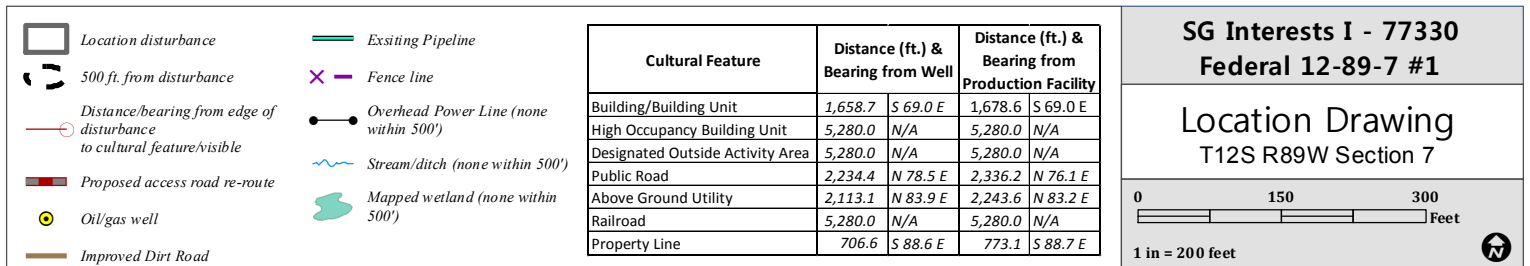 Location disturbance
500 ft. from disturbance
Distance/bearing from edge of
disturbance
to cultural feature/visible
Proposed access road re-route
Oil/gas well
Improved Dirt Road
Exsiting Pipeline
Fence line
Overhead Power Line (none
within 500')
Stream/ditch (none within 500')
Mapped wetland (none within
500')
Cultural Feature Distance (ft.) & Bearing from Well Distance (ft.) & Bearing from Production Facility
Building/Building Unit 1,658.7 S 69.0 E 1,678.6 S 69.0 E
High Occupancy Building Unit 5,280.0 N/A 5,280.0 N/A
Designated Outside Activity Area 5,280.0 N/A 5,280.0 N/A
Public Road 2,234.4 N 78.5 E 2,336.2 N 76.1 E
Above Ground Utility 2,113.1 N 83.9 E 2,243.6 N 83.2 E
Railroad 5,280.0 N/A 5,280.0 N/A
Property Line 706.6 S 88.6 E 773.1 S 88.7 E
SG Interests I - 77330
Federal 12-89-7 #1
Location Drawing
T12S R89W Section 7
0 150 300
Feet
1 in = 200 feet
N